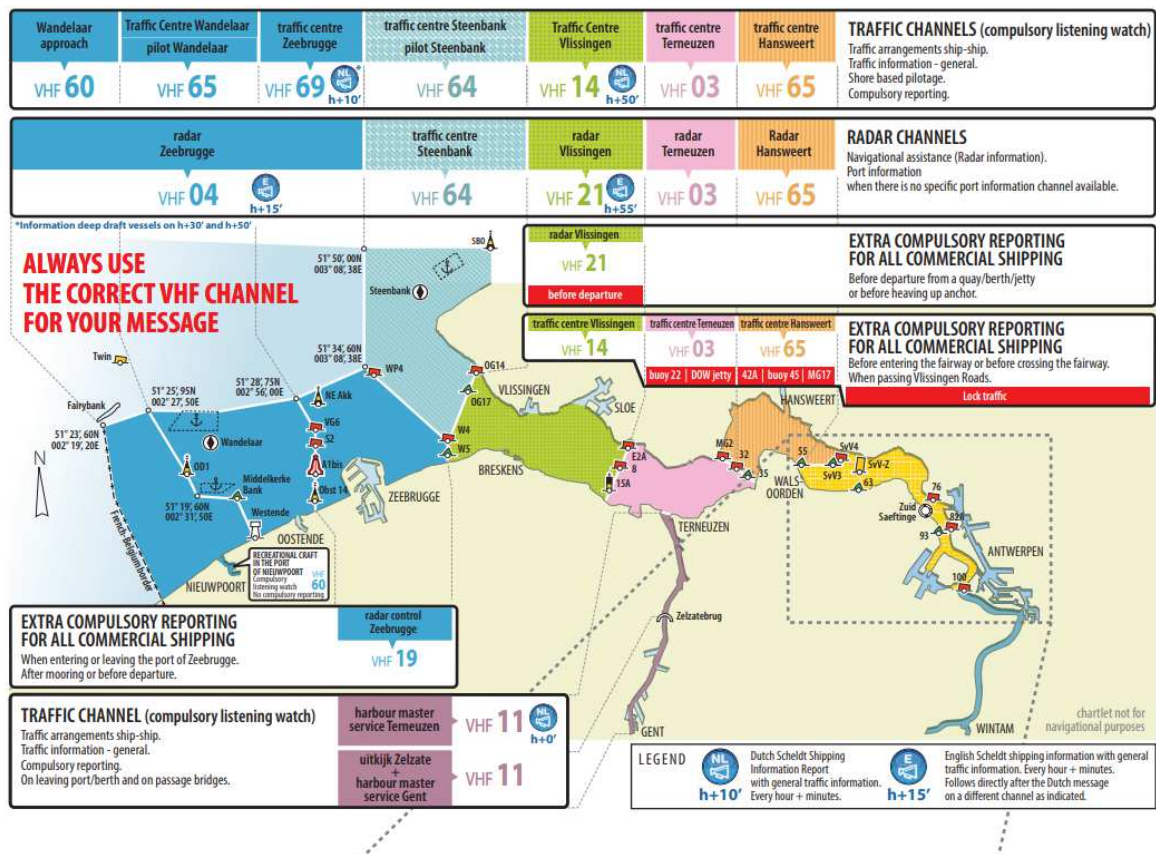 Wandelaar
approach
VHF 60
Traffic Centre Wandelaar
pilot Wandelaar
VHF 65
traffic centre
Zeebrugge
VHF 69
NL
*
h+10'
traffic centre Steenbank
pilot Steenbank
VHF 64
Traffic Centre
Vlissingen
VHF 14
NL
h+50'
traffic centre
Terneuzen
VHF 03
traffic centre
Hansweert
VHF 65
TRAFFIC CHANNELS (compulsory listening watch)
Traffic arrangements ship-ship.
Traffic information - general.
Shore based pilotage.
Compulsory reporting.
radar
Zeebrugge
VHF 04
E
h+15'
traffic centre
Steenbank
VHF 64
radar
Vlissingen
VHF 21
E
h+55'
radar
Terneuzen
VHF 03
Radar
Hansweert
VHF 65
RADAR CHANNELS
Navigational assistance (Radar information).
Port information
when there is no specific port information channel available.
*Information deep draft vessels on h+30' and h+50'
ALWAYS USE
THE CORRECT VHF CHANNEL
FOR YOUR MESSAGE
radar Vlissingen
VHF 21
before departure
EXTRA COMPULSORY REPORTING
FOR ALL COMMERCIAL SHIPPING
Before departure from a quay/berth/jetty
or before heaving up anchor.
traffic centre Vlissingen
VHF 14
traffic centre Terneuzen
VHF 03
buoy 22 | DOW jetty
traffic centre Hansweert
VHF 65
42A | buoy 45 | MG17
EXTRA COMPULSORY REPORTING
FOR ALL COMMERCIAL SHIPPING
Before entering the fairway or before crossing the fairway.
When passing Vlissingen Roads.
Lock traffic
SBO
51° 50', 00N
003° 08', 38E
Steenbank
51° 34', 60N
003° 08', 38E
Twin
51° 25', 95N
002° 27', 50E
51° 28', 75N
002° 56', 00E
WP4
OG14
OG17
VLISSINGEN
SLOE
HANSWEERT
Fairybank
51° 23', 60N
002° 19', 20E
NE Akk
VG6
S2
A1bis
Obst 14
Wandelaar
OD1
Middelkerke
Bank
51° 19', 60N
002° 31', 50E
Westende
W4
W5
ZEEBRUGGE
BRESKENS
E2A
8
15A
MG2
32
35
55
SvV4
SvV3
SvV-Z
63
WALS-
OORDEN
76
Zuid
Saeftinge
82A
93
100
ANTWERPEN
N
French-Belgium border
OOSTENDE
NIEUWPOORT
RECREATIONAL CRAFT
IN THE PORT
OF NIEUWPOORT
Compulsory
listening watch
No compulsory reporting
VHF
60
TERNEUZEN
Zelzatebrug
GENT
WINTAM
chartlet not for
navigational purposes
EXTRA COMPULSORY REPORTING
FOR ALL COMMERCIAL SHIPPING
When entering or leaving the port of Zeebrugge.
After mooring or before departure.
radar control
Zeebrugge
VHF 19
TRAFFIC CHANNEL (compulsory listening watch)
Traffic arrangements ship-ship.
Traffic information - general.
Compulsory reporting.
On leaving port/berth and on passage bridges.
harbour master
service Terneuzen
VHF 11
NL
h+0'
uitkijk Zelzate
+
harbour master
service Gent
VHF 11
LEGEND
NL
h+10'
Dutch Scheldt Shipping
Information Report
with general traffic information.
Every hour + minutes.
E
h+15'
English Scheldt shipping information with general
traffic information. Every hour + minutes.
Follows directly after the Dutch message
on a different channel as indicated.